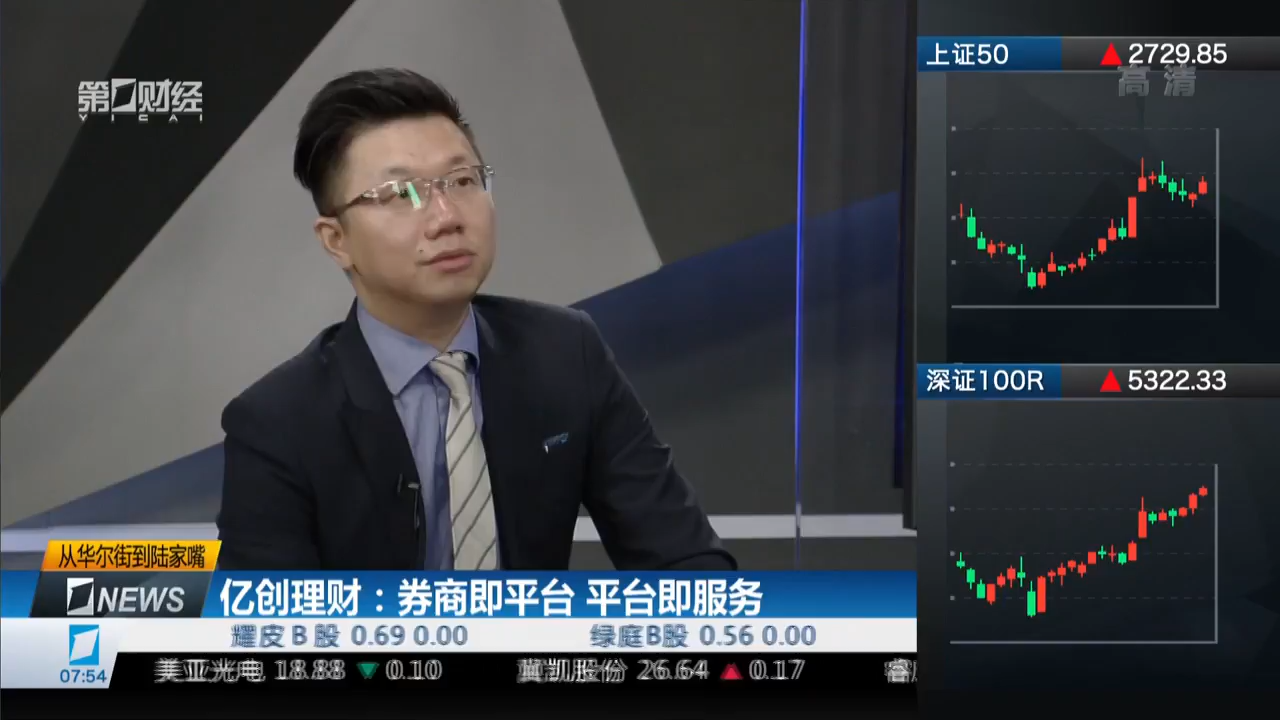 第一财经
YICAI
上证50 ▲2729.85
高清
深证100R ▲5322.33
从华尔街到陆家嘴
NEWS 亿创理财：券商即平台 平台即服务
耀皮B股 0.69 0.00 绿庭B股 0.56 0.00
07:54 美亚光电 18.88 ▼0.10 冀凯股份 26.64 ▲0.17